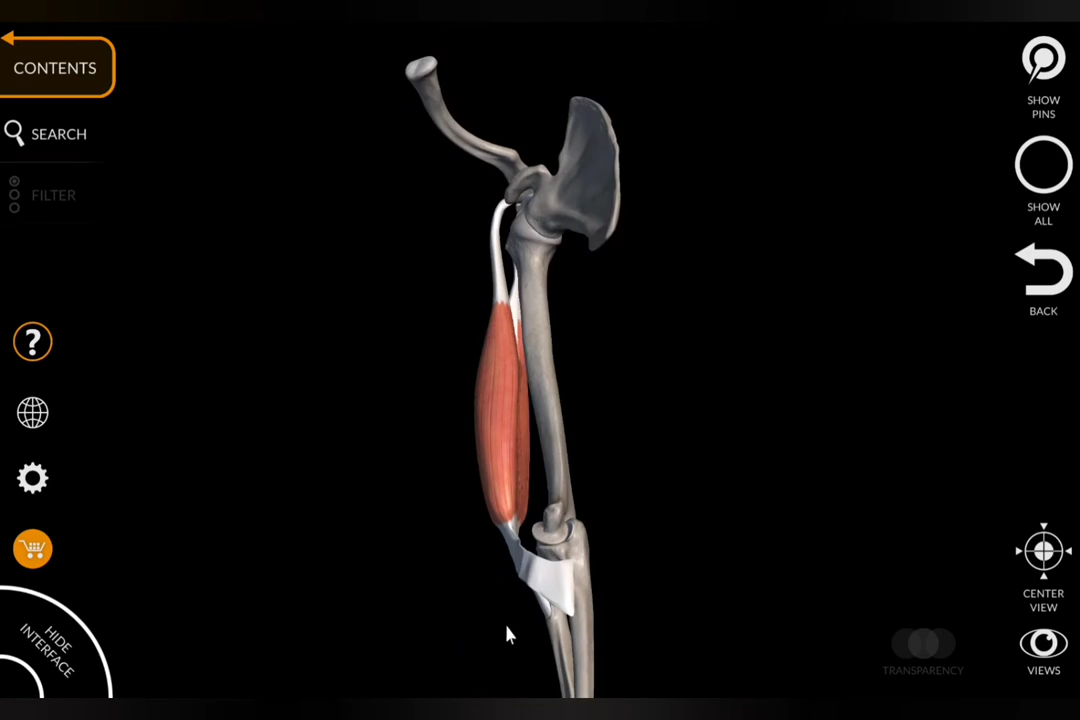 CONTENTS
SEARCH
FILTER
?
HIDE
INTERFACE
SHOW
PINS
SHOW
ALL
BACK
CENTER
VIEW
TRANSPARENCY
VIEWS